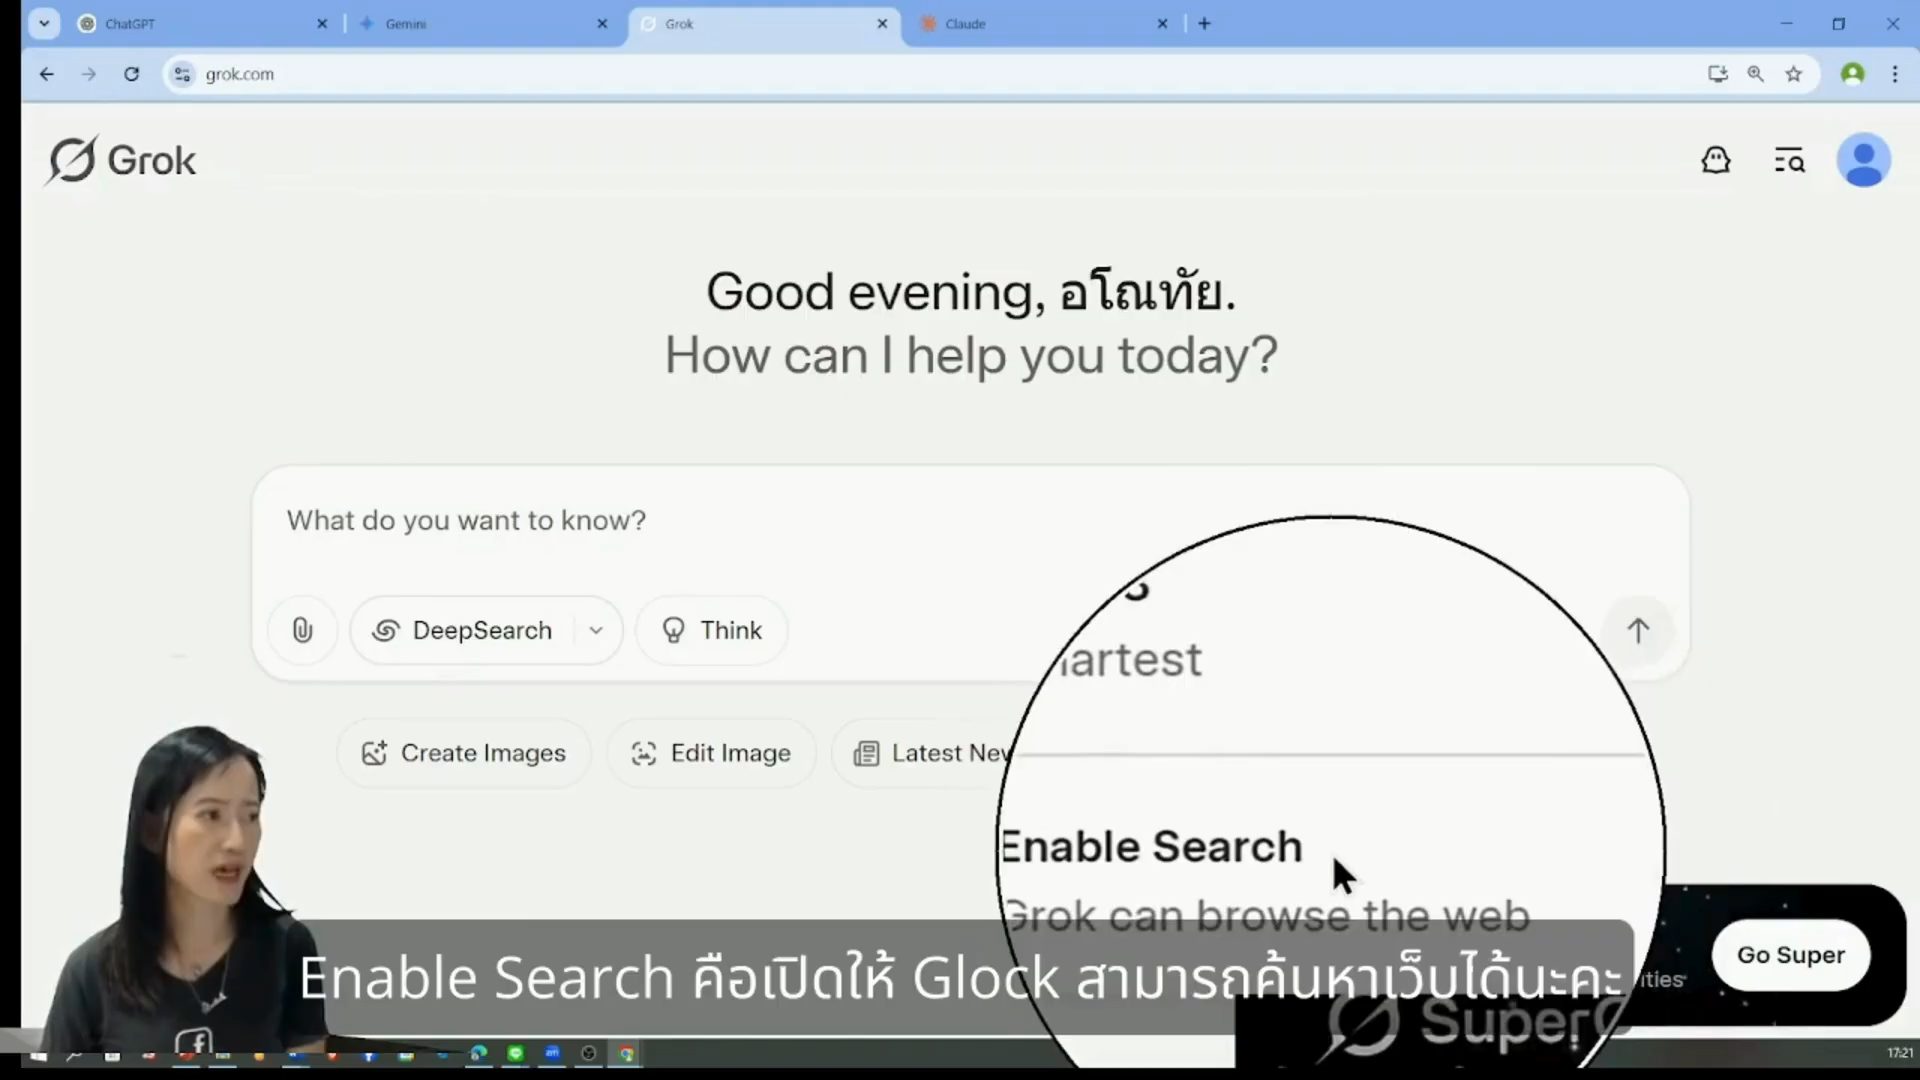 ChatGPT
Gemini
Grok
Claude
grok.com
Grok
Good evening, อโณทัย.
How can I help you today?
What do you want to know?
DeepSearch
Think
artest
Create Images
Edit Image
Latest New
Enable Search
Grok can browse the web
Go Super
Enable Search คือเปิดให้ Glock สามารถค้นหาเว็บได้นะคะ
ities
Super
17:21